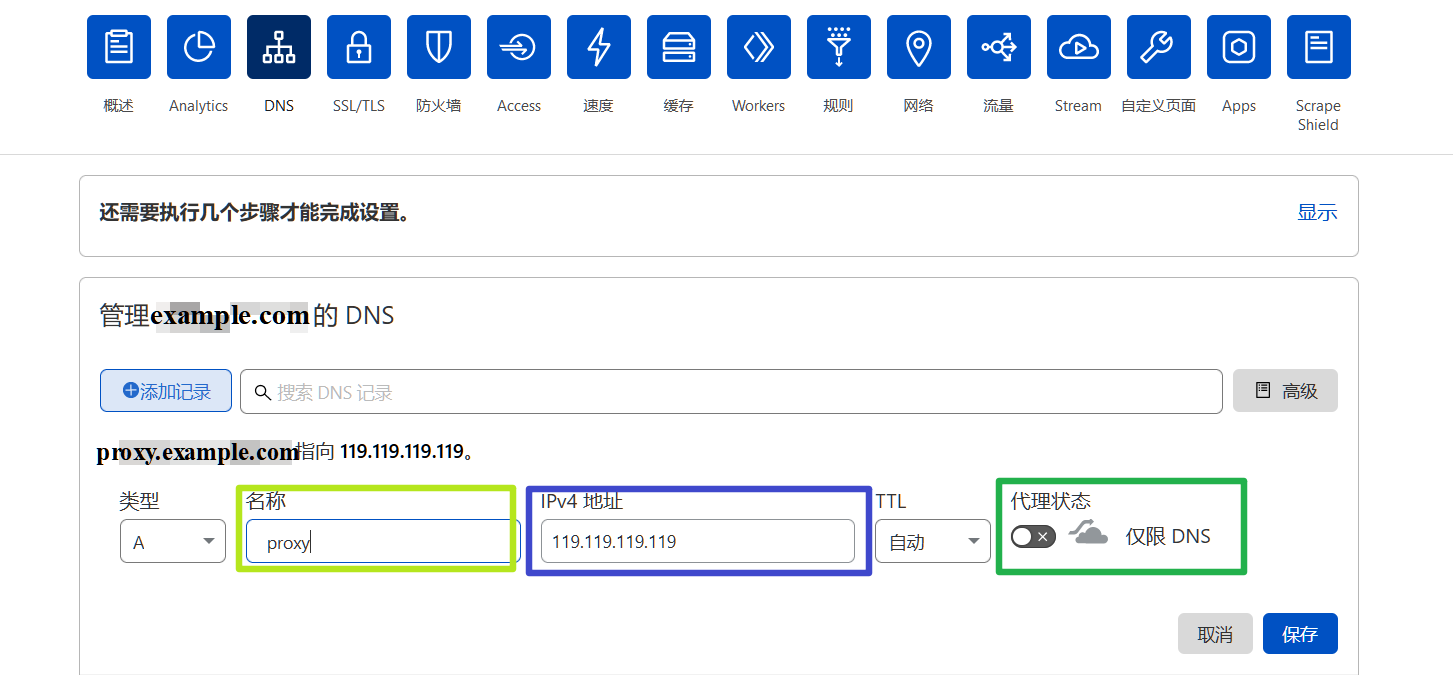 概述 Analytics DNS SSL/TLS 防火墙 Access 速度 缓存 Workers 规则 网络 流量 Stream 自定义页面 Apps Scrape
Shield
还需要执行几个步骤才能完成设置。 显示
管理example.com的 DNS
添加记录 搜索 DNS 记录 高级
proxy.example.com指向 119.119.119.119。
类型 名称 IPv4 地址 TTL 代理状态
A proxy 119.119.119.119 自动 仅限 DNS
取消 保存